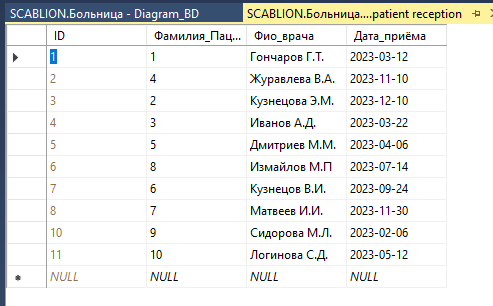 SCABLION.Больница - Diagram_BD SCABLION.Больница....patient reception
ID Фамилия_Пац... Фио_врача Дата_приёма
1 1 Гончаров Г.Т. 2023-03-12
2 4 Журавлева В.А. 2023-11-10
3 2 Кузнецова Э.М. 2023-12-10
4 3 Иванов А.Д. 2023-03-22
5 5 Дмитриев М.М. 2023-04-06
6 8 Измайлов М.П 2023-07-14
7 6 Кузнецов В.И. 2023-09-24
8 7 Матвеев И.И. 2023-11-30
10 9 Сидорова М.Л. 2023-02-06
11 10 Логинова С.Д. 2023-05-12
NULL NULL NULL NULL